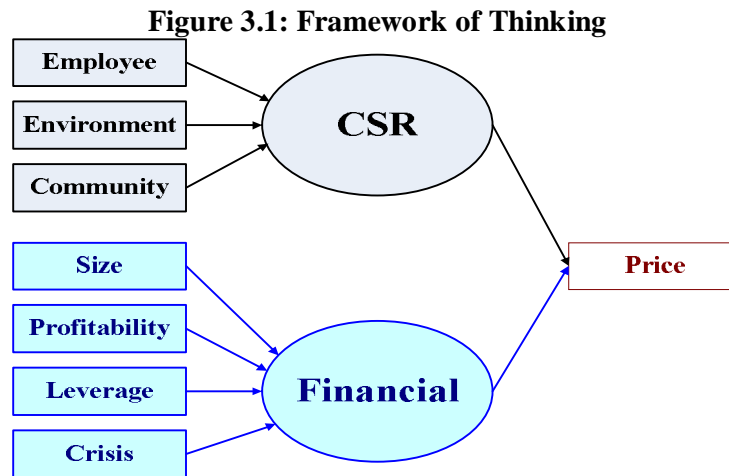 Figure 3.1: Framework of Thinking
Employee
Environment
Community
CSR
Size
Profitability
Leverage
Crisis
Financial
Price